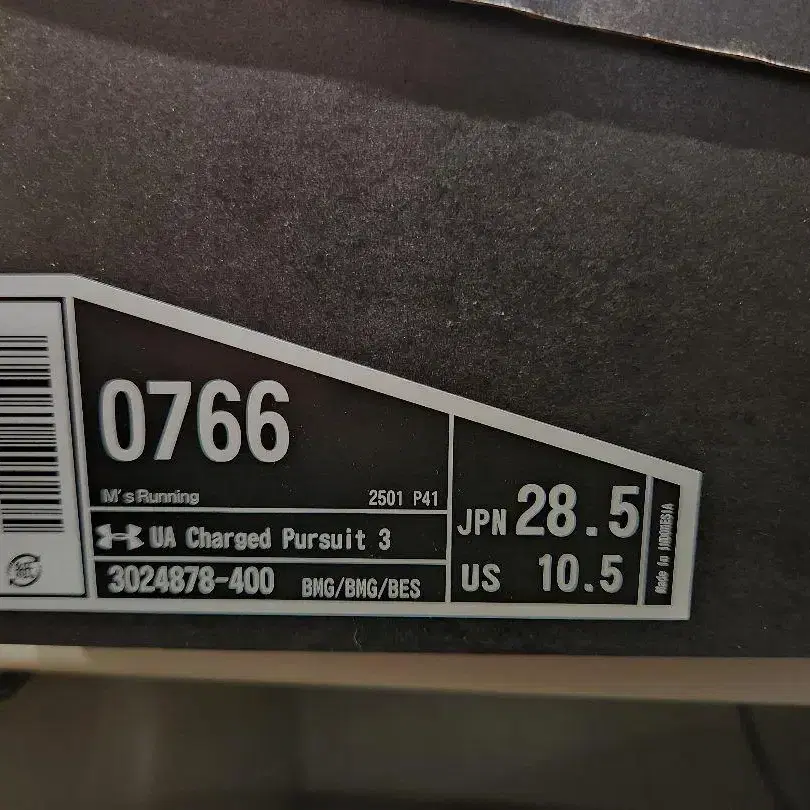 0766
M's Running 2501 P41
UA Charged Pursuit 3
3024878-400 BMG/BMG/BES
JPN 28.5
US 10.5
Made in INDONESIA